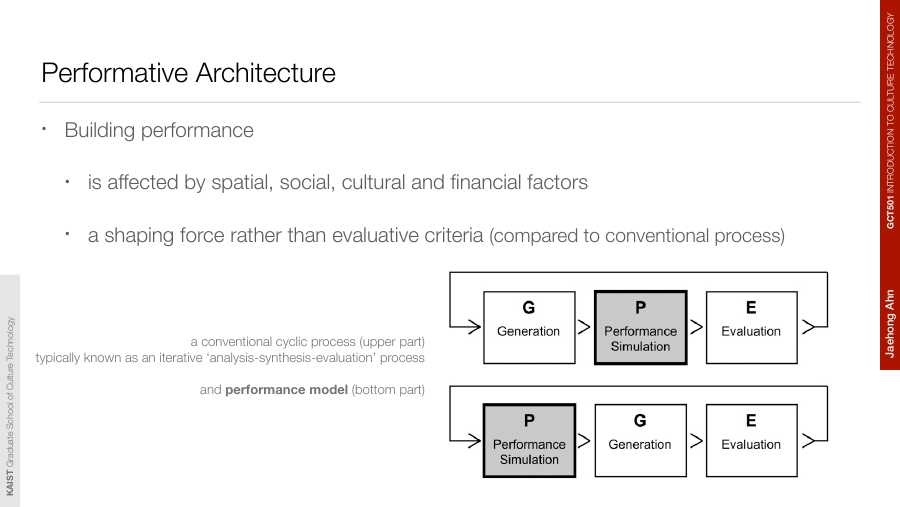 Performative Architecture
• Building performance
• is affected by spatial, social, cultural and financial factors
• a shaping force rather than evaluative criteria (compared to conventional process)
a conventional cyclic process (upper part)
typically known as an iterative ‘analysis-synthesis-evaluation’ process
and performance model (bottom part)
G
Generation
P
Performance
Simulation
E
Evaluation
P
Performance
Simulation
G
Generation
E
Evaluation
GCT501 INTRODUCTION TO CULTURE TECHNOLOGY
Jaehong Ahn
KAIST Graduate School of Culture Technology